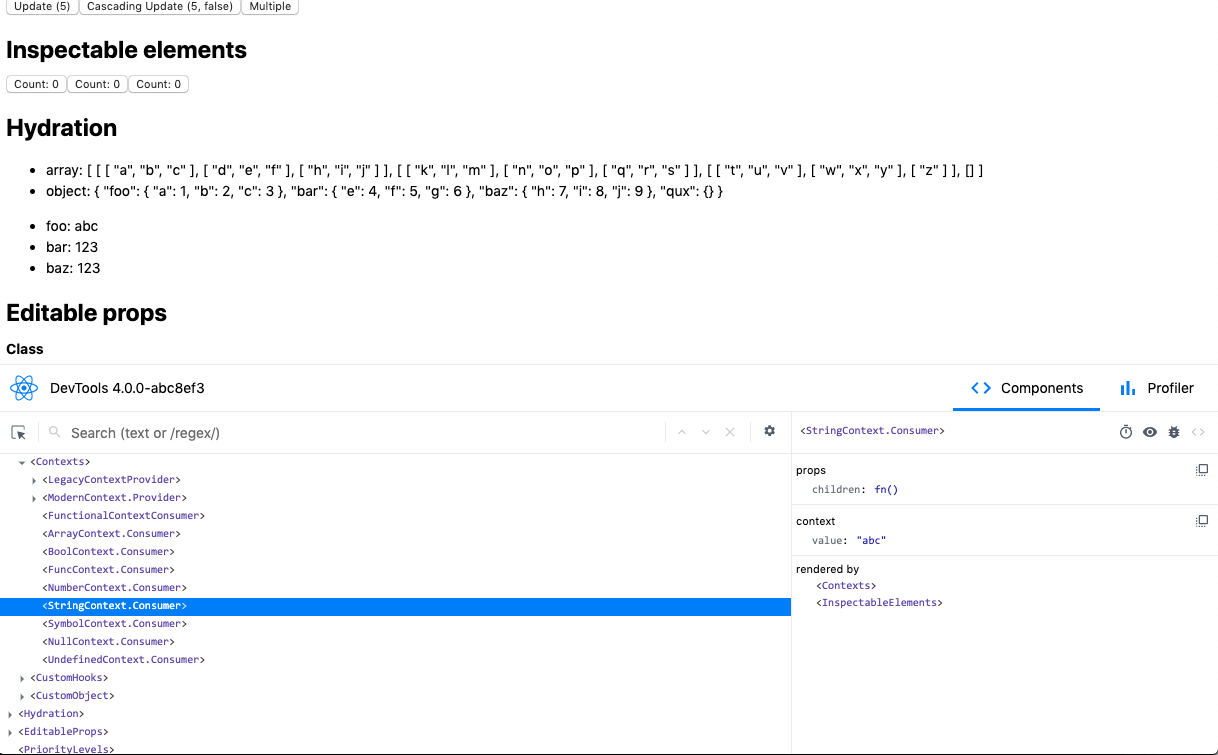 Update (5) Cascading Update (5, false) Multiple
Inspectable elements
Count: 0 Count: 0 Count: 0
Hydration
• array: [ [ [ "a", "b", "c" ], [ "d", "e", "f" ], [ "h", "i", "j" ] ], [ [ "k", "l", "m" ], [ "n", "o", "p" ], [ "q", "r", "s" ] ], [ [ "t", "u", "v" ], [ "w", "x", "y" ], [ "z" ] ], [] ]
• object: { "foo": { "a": 1, "b": 2, "c": 3 }, "bar": { "e": 4, "f": 5, "g": 6 }, "baz": { "h": 7, "i": 8, "j": 9 }, "qux": {} }
• foo: abc
• bar: 123
• baz: 123
Editable props
Class
DevTools 4.0.0-abc8ef3 Components Profiler
Search (text or /regex/)
<Contexts>
<LegacyContextProvider>
<ModernContext.Provider>
<FunctionalContextConsumer>
<ArrayContext.Consumer>
<BoolContext.Consumer>
<FuncContext.Consumer>
<NumberContext.Consumer>
<StringContext.Consumer>
<SymbolContext.Consumer>
<NullContext.Consumer>
<UndefinedContext.Consumer>
<CustomHooks>
<CustomObject>
<Hydration>
<EditableProps>
<PriorityLevels>
<StringContext.Consumer>
props
children: fn()
context
value: "abc"
rendered by
<Contexts>
<InspectableElements>